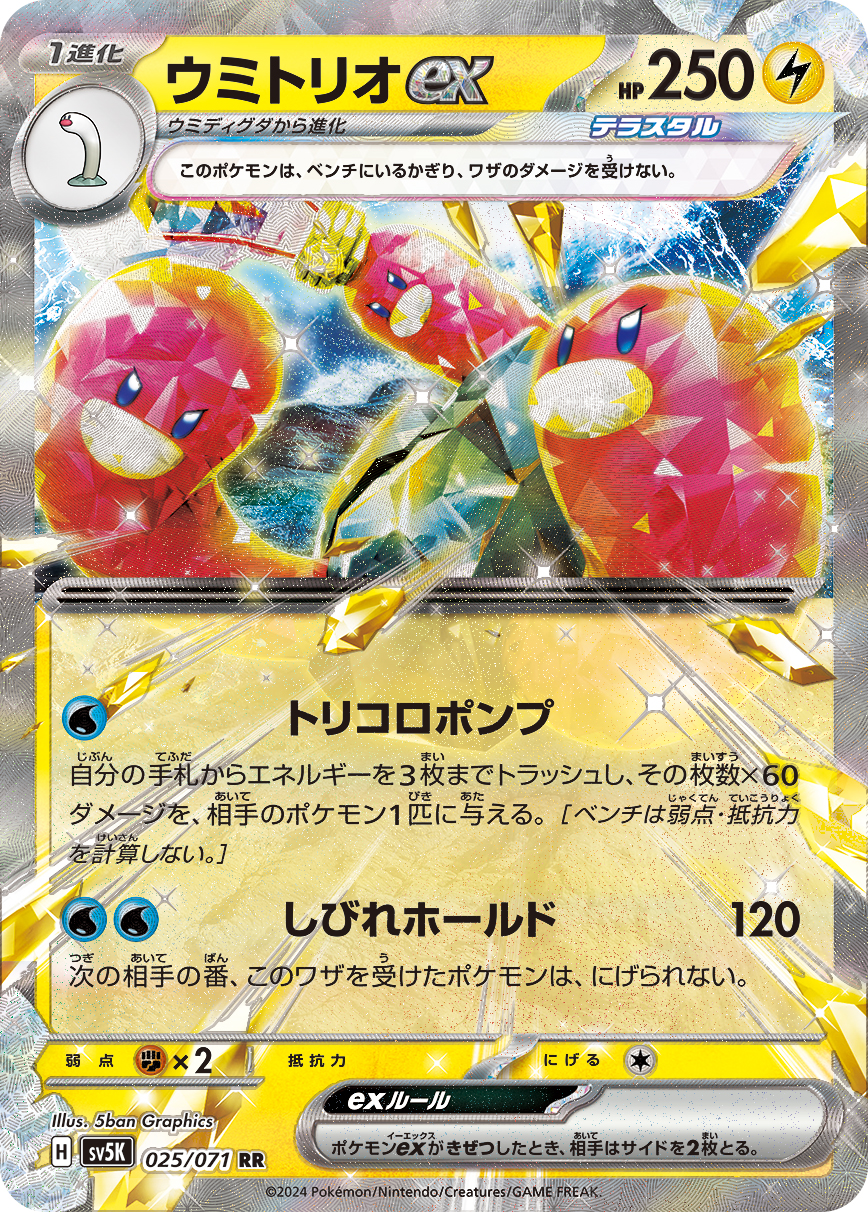 1進化
ウミトリオex
HP250
ウミディグダから進化
テラスタル
このポケモンは、ベンチにいるかぎり、ワザのダメージを受けない。
トリコロポンプ
自分の手札からエネルギーを3枚までトラッシュし、その枚数×60
ダメージを、相手のポケモン1匹に与える。[ベンチは弱点・抵抗力
を計算しない。]
しびれホールド 120
次の相手の番、このワザを受けたポケモンは、にげられない。
弱点 ×2 抵抗力 にげる
exルール
ポケモンexがきぜつしたとき、相手はサイドを2枚とる。
Illus. 5ban Graphics
H sv5K 025/071 RR
©2024 Pokémon/Nintendo/Creatures/GAME FREAK.